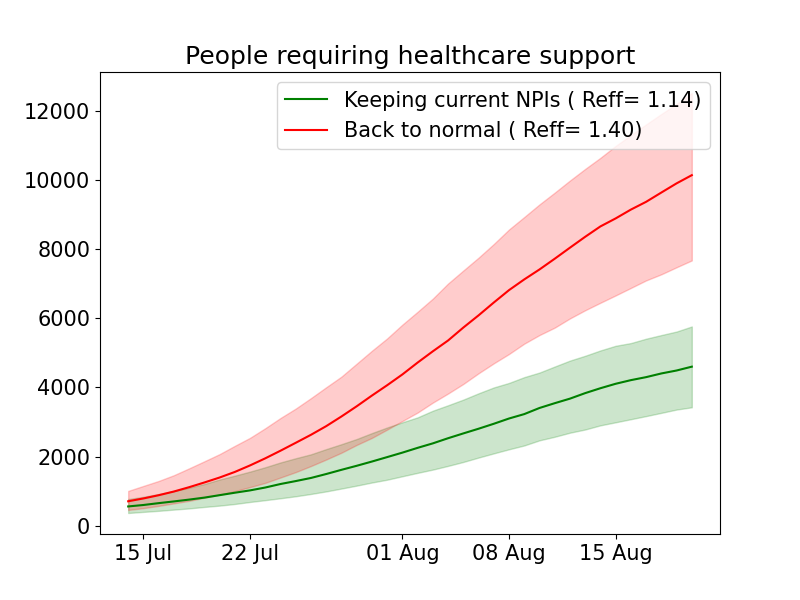 People requiring healthcare support
Keeping current NPIs ( Reff= 1.14)
Back to normal ( Reff= 1.40)
12000
10000
8000
6000
4000
2000
0
15 Jul 22 Jul 01 Aug 08 Aug 15 Aug